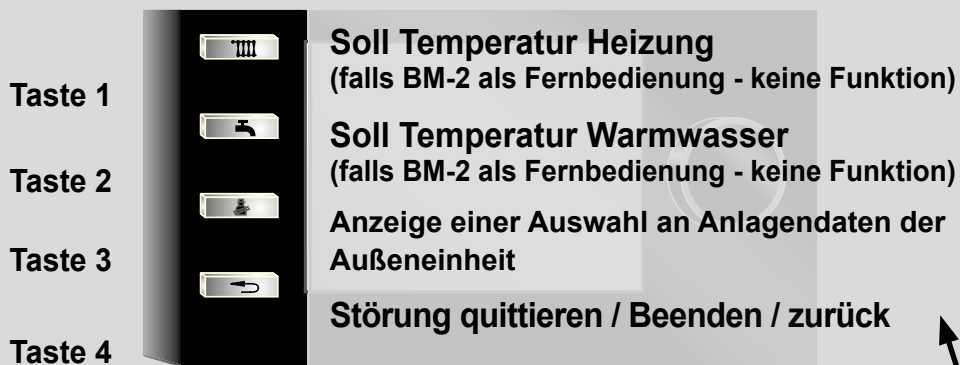 Soll Temperatur Heizung
(falls BM-2 als Fernbedienung - keine Funktion)
Taste 1
Soll Temperatur Warmwasser
(falls BM-2 als Fernbedienung - keine Funktion)
Taste 2
Anzeige einer Auswahl an Anlagendaten der
Außeneinheit
Taste 3
Störung quittieren / Beenden / zurück
Taste 4